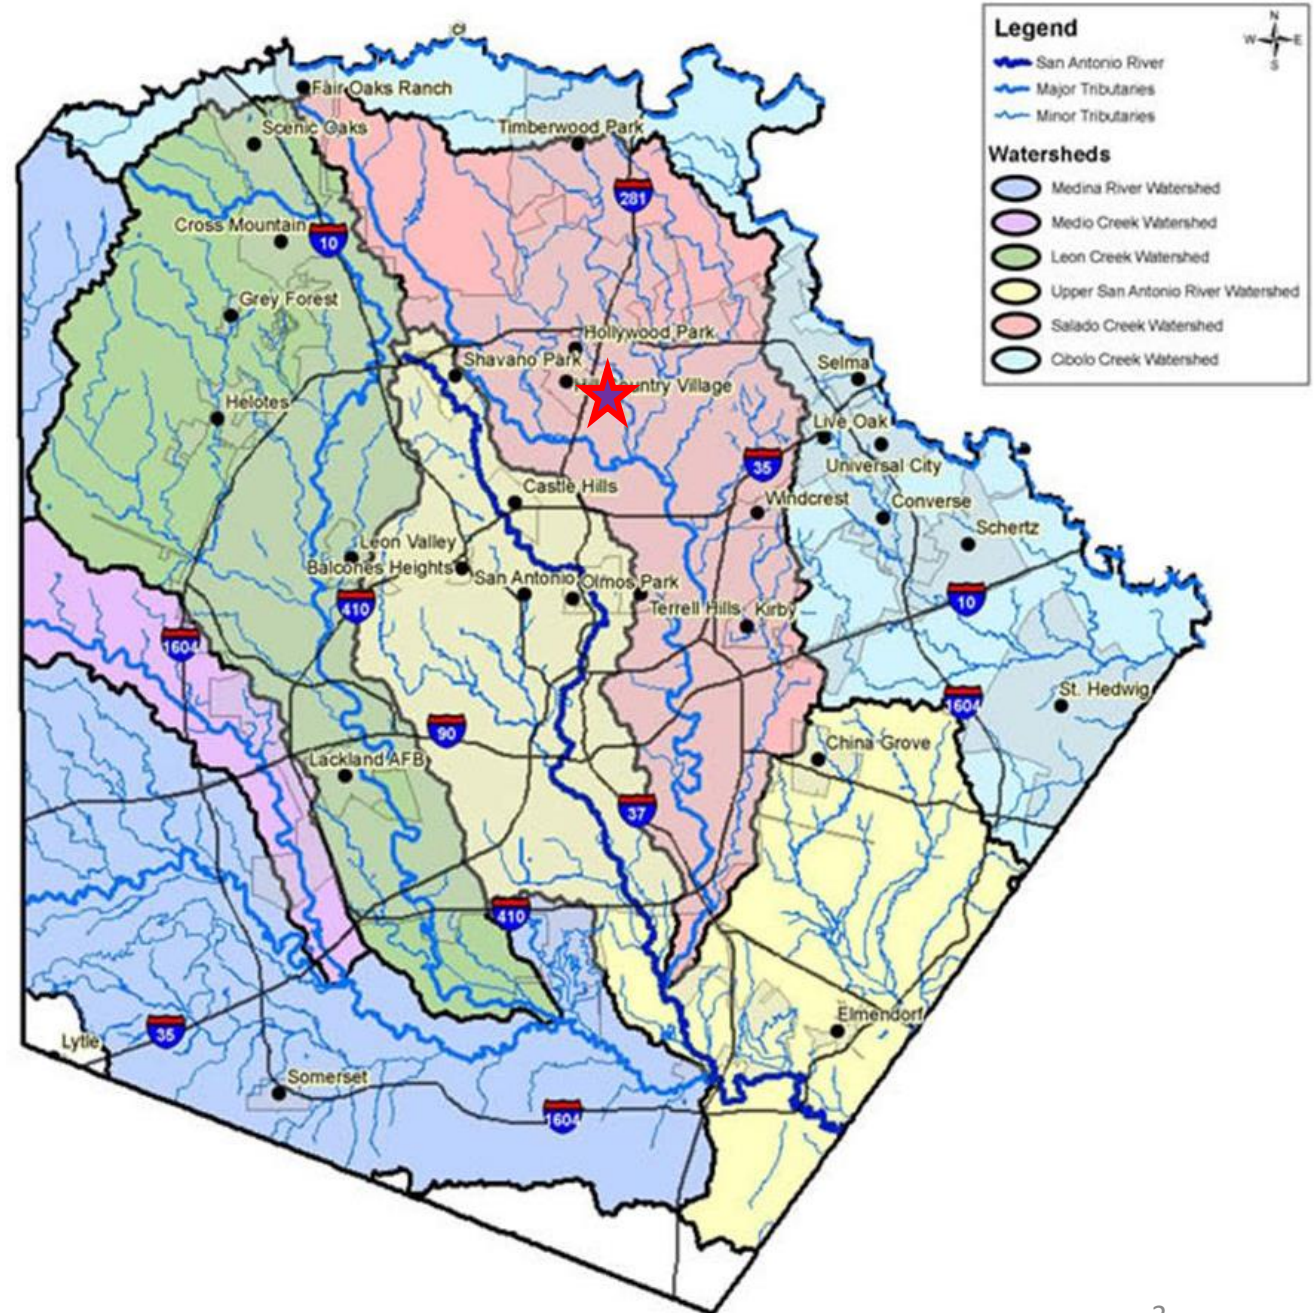 Legend
N
W E
S
San Antonio River
Major Tributaries
Minor Tributaries
Watersheds
Medina River Watershed
Medio Creek Watershed
Leon Creek Watershed
Upper San Antonio River Watershed
Salado Creek Watershed
Cibolo Creek Watershed
Fair Oaks Ranch
Scenic Oaks
Timberwood Park
281
Cross Mountain
10
Grey Forest
Hollywood Park
Shavano Park
Selma
Country Village
Helotes
Live Oak
35
Universal City
Castle Hills
Windcrest
Converse
Schertz
Leon Valley
Balcones Heights
San Antonio
Olmos Park
410
10
Terrell Hills
Kirby
1604
St. Hedwig
1604
90
China Grove
Lackland AFB
37
410
Elmendorf
35
Lytle
Somerset
1604